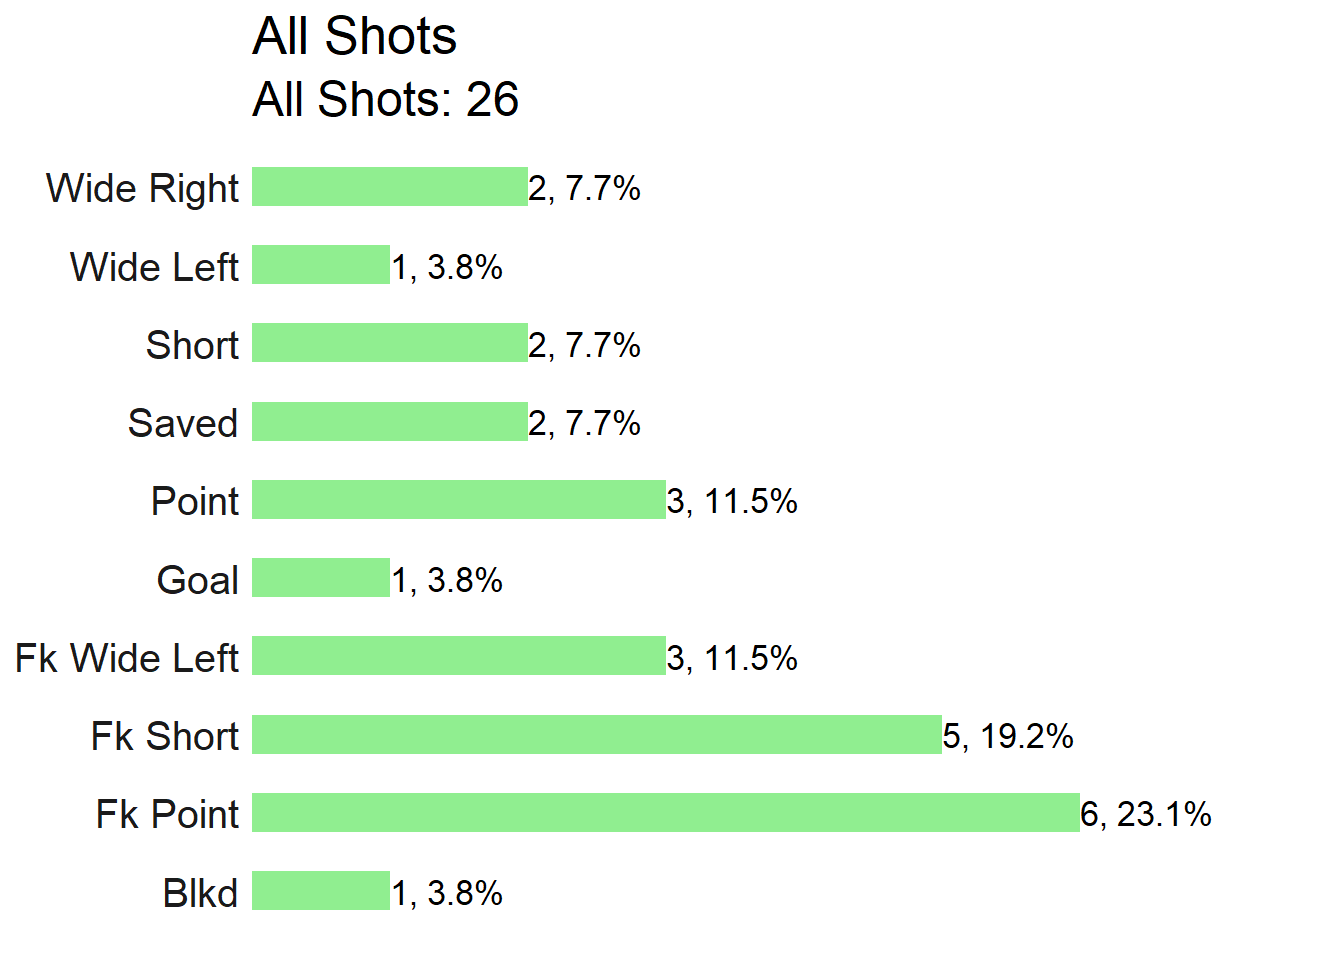 All Shots
All Shots: 26
Wide Right 2, 7.7%
Wide Left 1, 3.8%
Short 2, 7.7%
Saved 2, 7.7%
Point 3, 11.5%
Goal 1, 3.8%
Fk Wide Left 3, 11.5%
Fk Short 5, 19.2%
Fk Point 6, 23.1%
Blkd 1, 3.8%